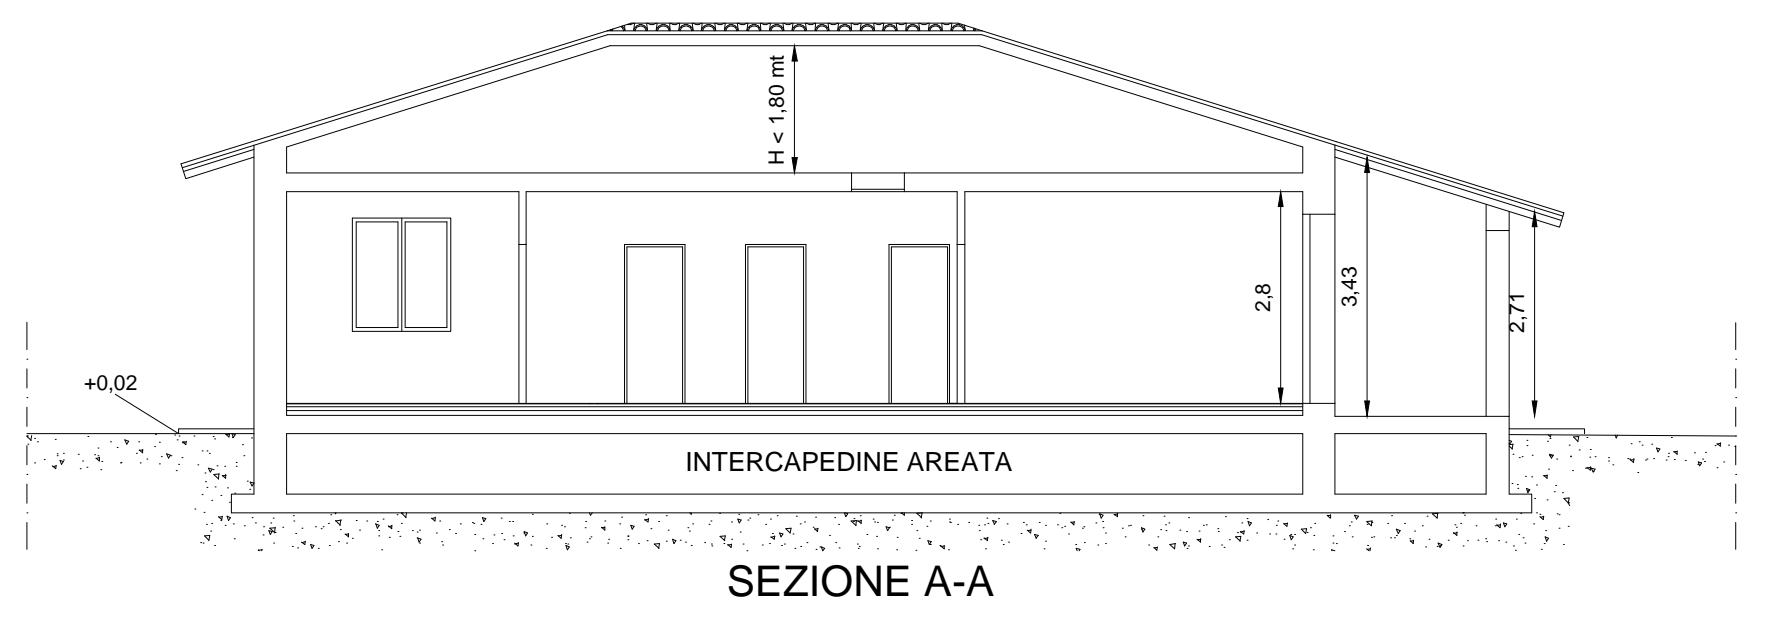 H < 1,80 mt
2,8
3,43
2,71
+0,02
INTERCAPEDINE AREATA
SEZIONE A-A